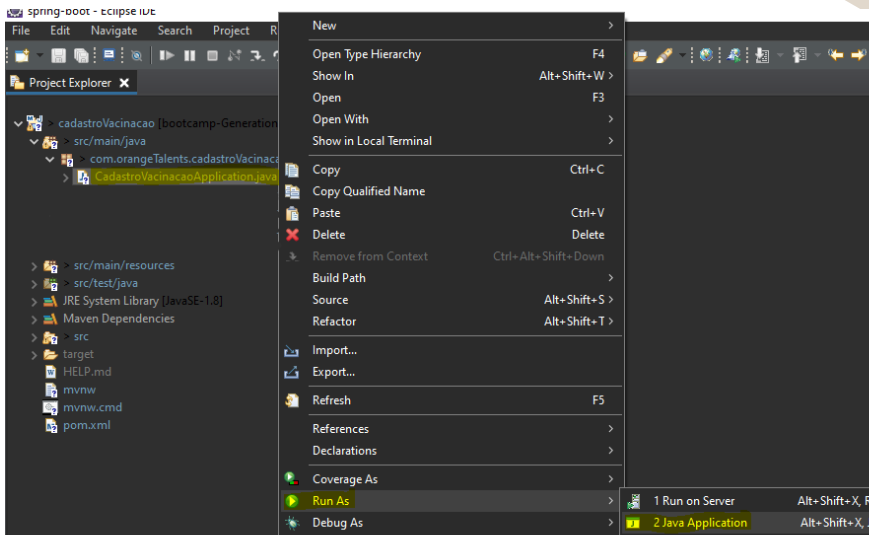 spring-boot - Eclipse IDE
File Edit Navigate Search Project R
Project Explorer
> cadastroVacinacao [bootcamp-Generation
> src/main/java
> com.orangeTalents.cadastroVacinaca
CadastroVacinacaoApplication.java
> src/main/resources
> src/test/java
JRE System Library [JavaSE-1.8]
Maven Dependencies
> src
target
HELP.md
mvnw
mvnw.cmd
pom.xml
New
Open Type Hierarchy F4
Show In Alt+Shift+W >
Open F3
Open With
Show in Local Terminal
Copy Ctrl+C
Copy Qualified Name
Paste Ctrl+V
Delete Delete
Remove from Context Ctrl+Alt+Shift+Down
Build Path
Source Alt+Shift+S >
Refactor Alt+Shift+T >
Import...
Export...
Refresh F5
References
Declarations
Coverage As
Run As
Debug As
1 Run on Server Alt+Shift+X, R
2 Java Application Alt+Shift+X, J